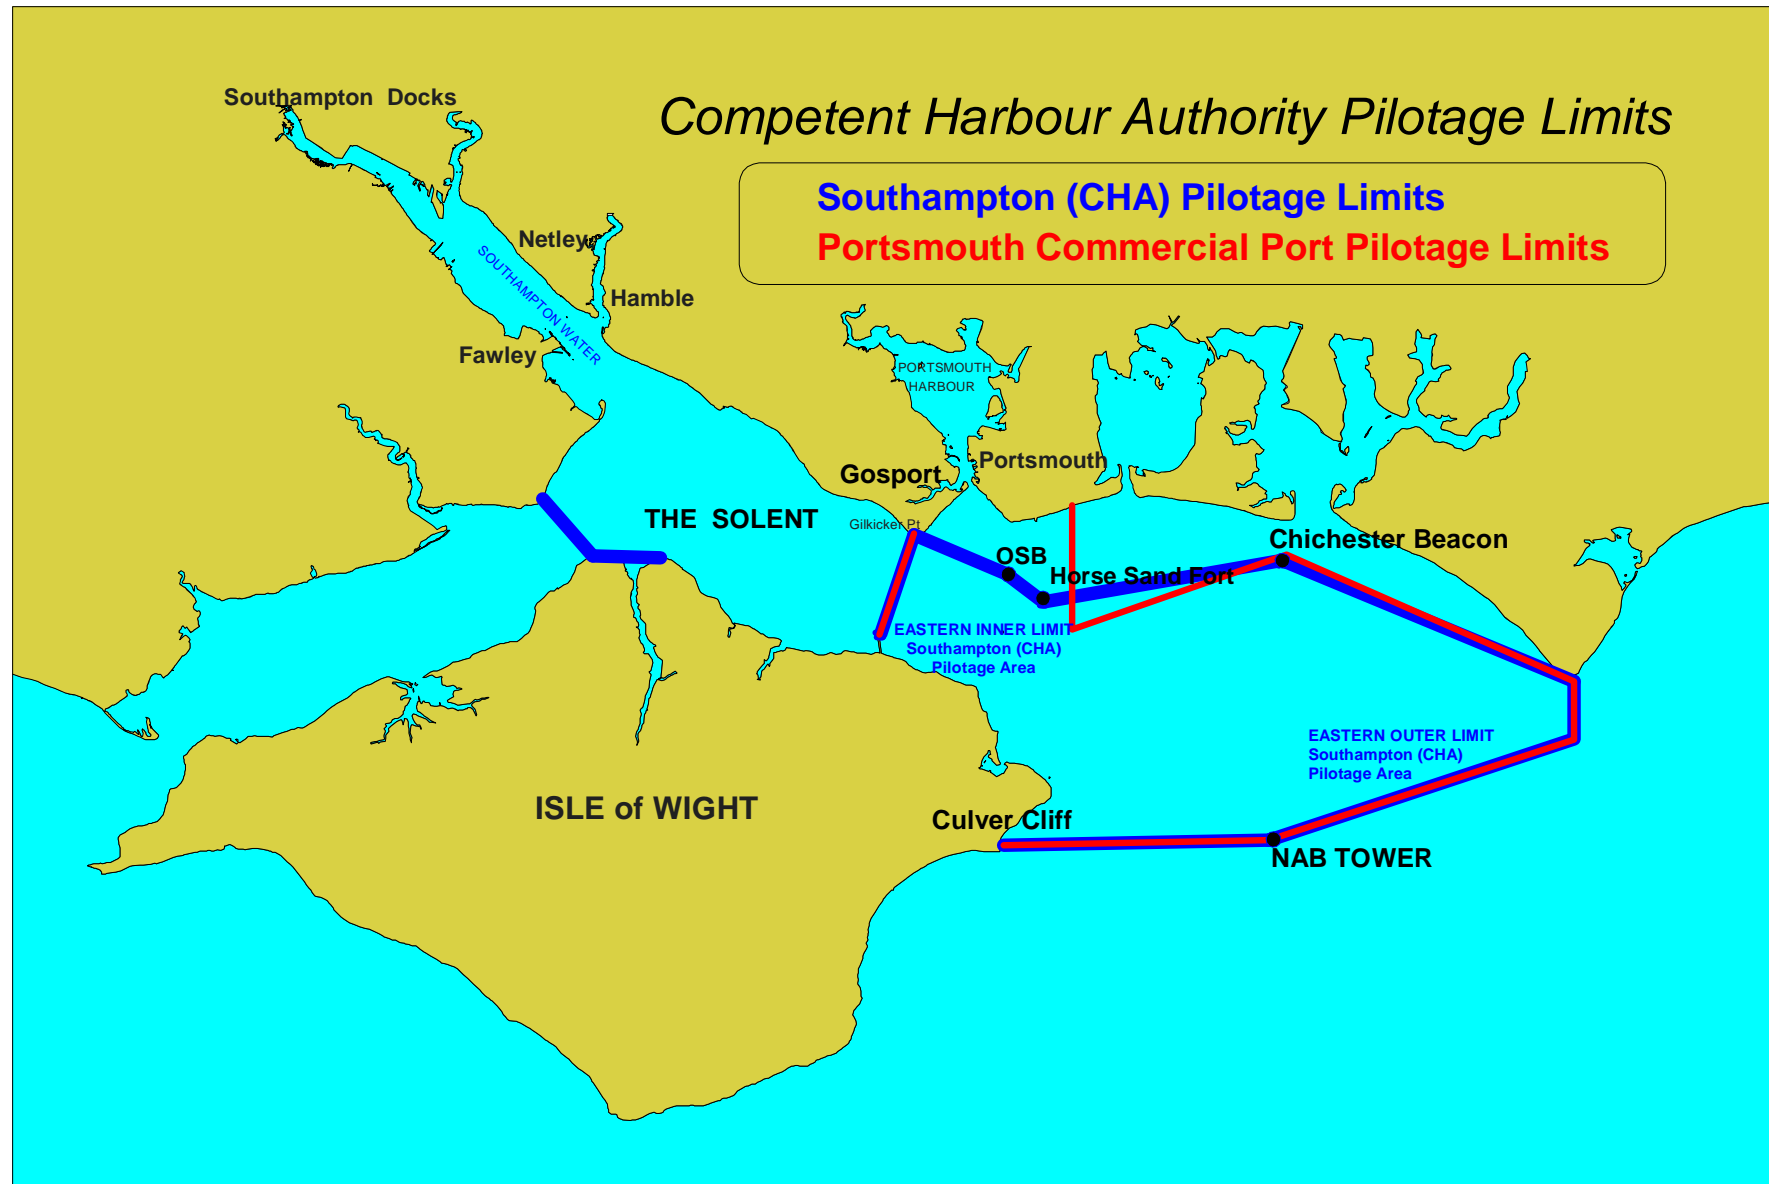 Southampton Docks
Competent Harbour Authority Pilotage Limits
Southampton (CHA) Pilotage Limits
Portsmouth Commercial Port Pilotage Limits
Netley
SOUTHAMPTON WATER
Hamble
Fawley
PORTSMOUTH
HARBOUR
Gosport
Portsmouth
THE SOLENT
Gilkicker Pt
OSB
Chichester Beacon
Horse Sand Fort
EASTERN INNER LIMIT
Southampton (CHA)
Pilotage Area
EASTERN OUTER LIMIT
Southampton (CHA)
Pilotage Area
ISLE of WIGHT
Culver Cliff
NAB TOWER